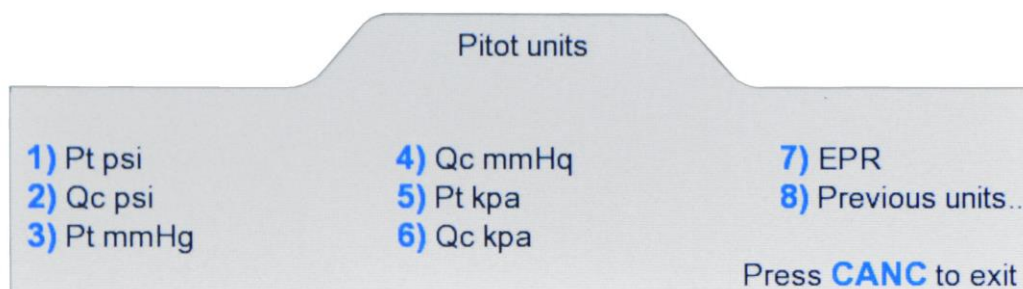 Pitot units
1) Pt psi
2) Qc psi
3) Pt mmHg
4) Qc mmHq
5) Pt kpa
6) Qc kpa
7) EPR
8) Previous units..
Press CANC to exit